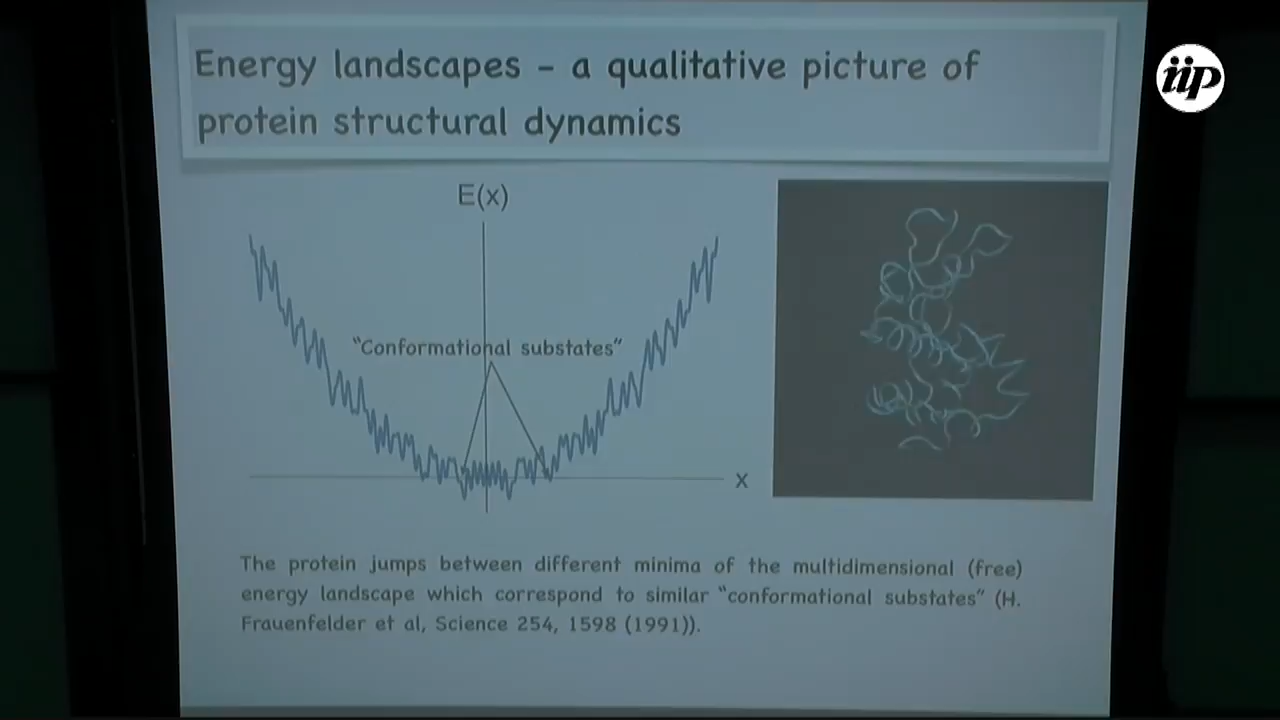 Energy landscapes - a qualitative picture of
protein structural dynamics
iip
E(x)
"Conformational substates"
x
The protein jumps between different minima of the multidimensional (free)
energy landscape which correspond to similar "conformational substates" (H.
Frauenfelder et al, Science 254, 1598 (1991)).